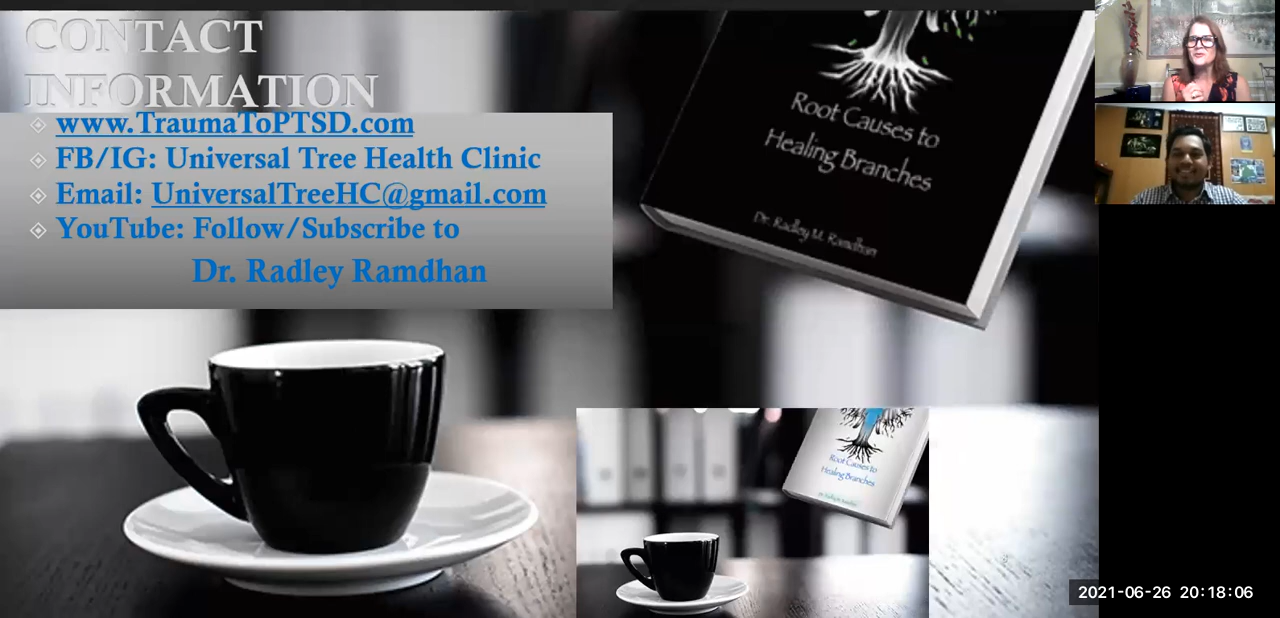 CONTACT
INFORMATION
www.TraumaToPTSD.com
FB/IG: Universal Tree Health Clinic
Email: UniversalTreeHC@gmail.com
YouTube: Follow/Subscribe to
Dr. Radley Ramdhan
Root Causes to
Healing Branches
Dr. Radley M. Ramdhan
Root Causes to
Healing Branches
2021-06-26 20:18:06